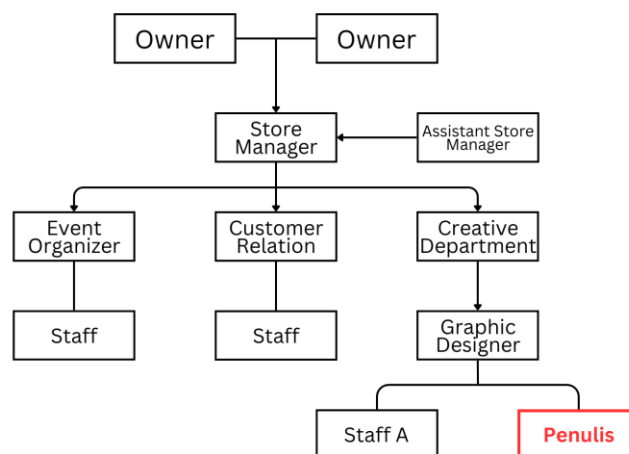 Owner
Owner
Store
Manager
Assistant Store
Manager
Event
Organizer
Customer
Relation
Creative
Department
Staff
Staff
Graphic
Designer
Staff A
Penulis